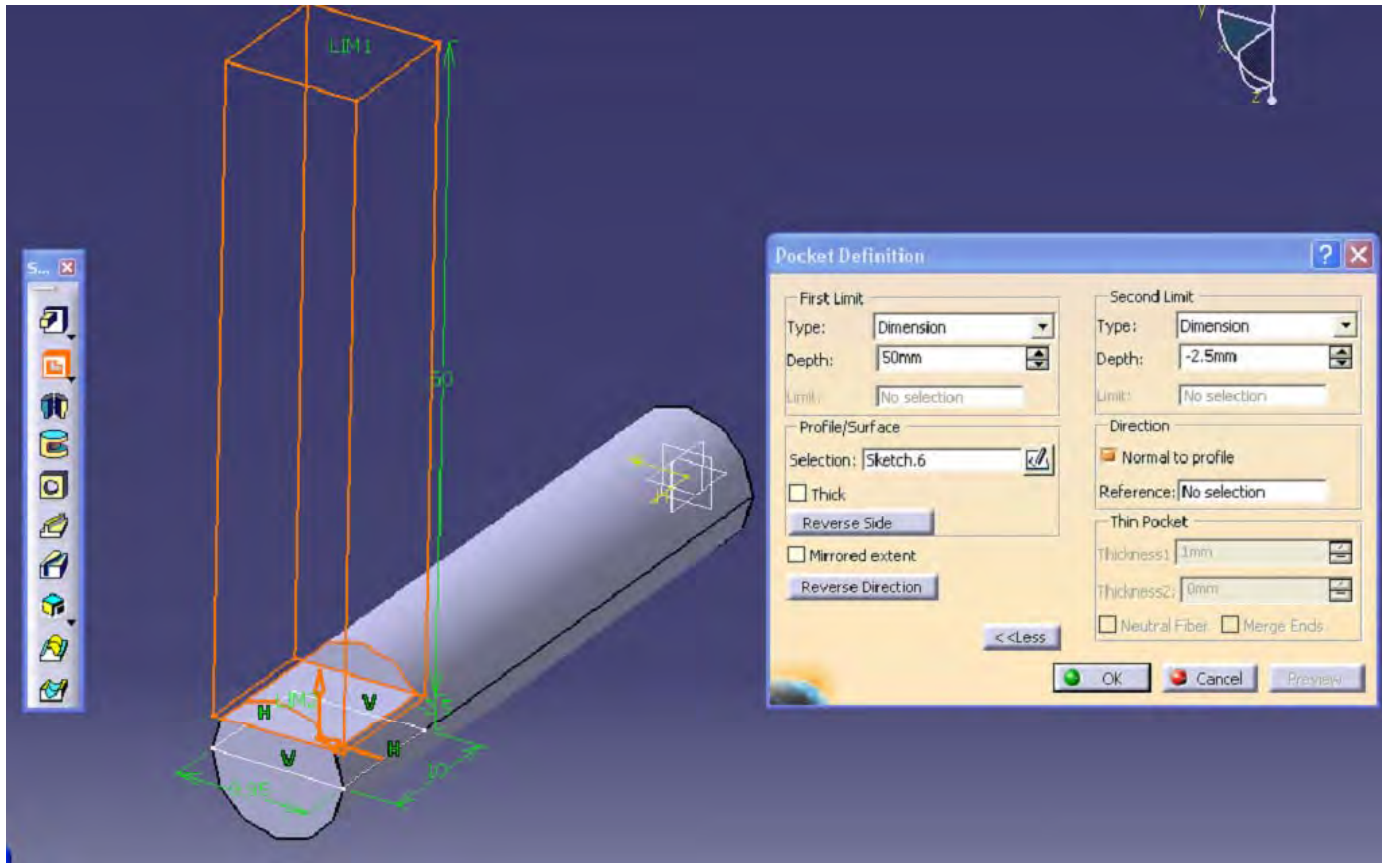 LIM1
y
x
z
S...
50
H
V
V
H
10
Pocket Definition
First Limit
Type: Dimension
Depth: 50mm
Limit: No selection
Profile/Surface
Selection: Sketch.6
Thick
Reverse Side
Mirrored extent
Reverse Direction
<<Less
Second Limit
Type: Dimension
Depth: -2.5mm
Limit: No selection
Direction
Normal to profile
Reference: No selection
Thin Pocket
Thickness1 1mm
Thickness2: 0mm
Neutral Fiber Merge Ends
OK Cancel Preview